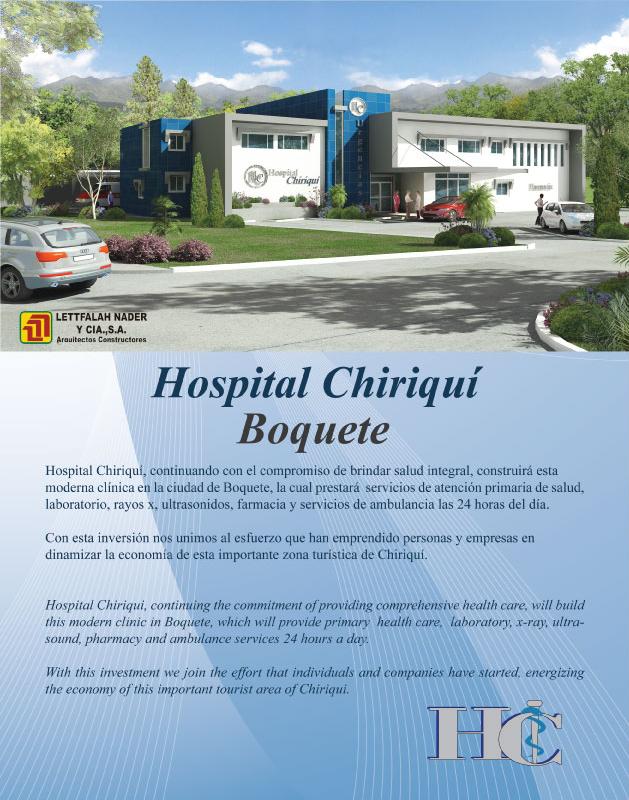 Urgencias
Hospital
Chiriquí
LETTFALAH NADER
Y CIA.,S.A.
Arquitectos Constructores
Hospital Chiriquí
Boquete
Hospital Chiriquí, continuando con el compromiso de brindar salud integral, construirá esta
moderna clínica en la ciudad de Boquete, la cual prestará servicios de atención primaria de salud,
laboratorio, rayos x, ultrasonidos, farmacia y servicios de ambulancia las 24 horas del día.
Con esta inversión nos unimos al esfuerzo que han emprendido personas y empresas en
dinamizar la economía de esta importante zona turística de Chiriquí.
Hospital Chiriqui, continuing the commitment of providing comprehensive health care, will build
this modern clinic in Boquete, which will provide primary health care, laboratory, x-ray, ultra-
sound, pharmacy and ambulance services 24 hours a day.
With this investment we join the effort that individuals and companies have started, energizing
the economy of this important tourist area of Chiriqui.
HC